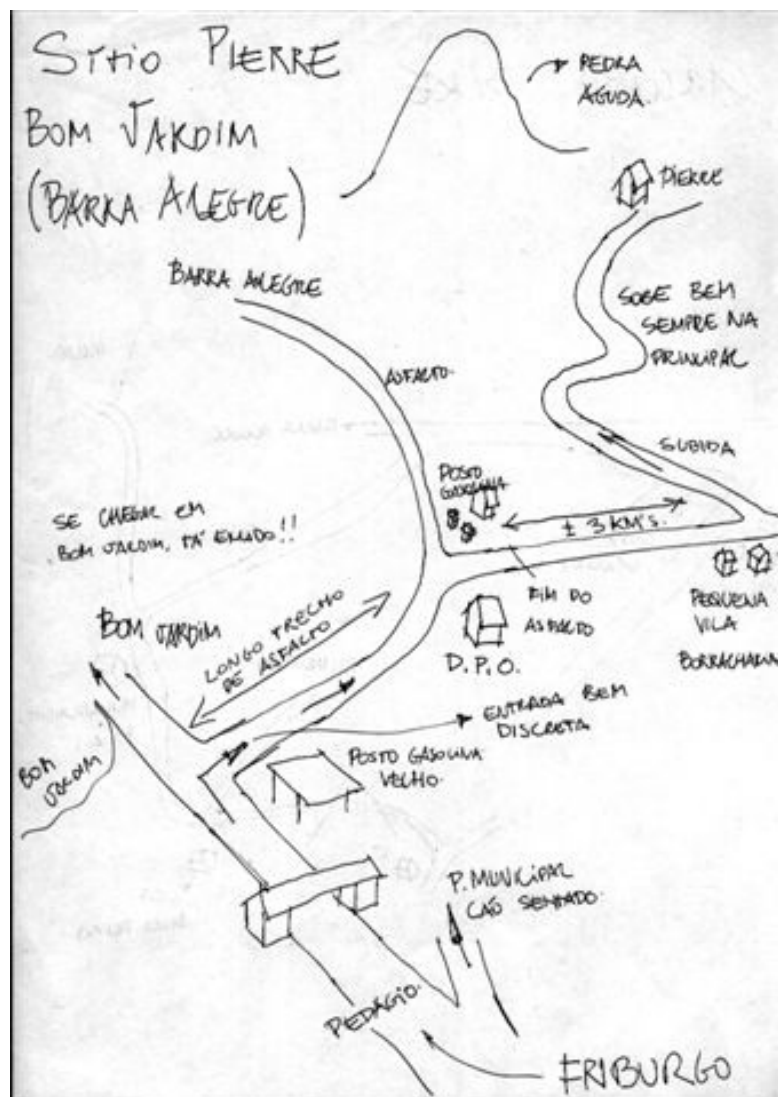 Sítio PIERRE
BOM JARDIM
(BARRA ALEGRE)
PEDRA
AGUDA.
PIERRE
BARRA ALEGRE
SOBE BEM
SEMPRE NA
PRINCIPAL
ASFALTO.
SUBIDA
POSTO
GASOLINA
± 3 KM'S.
SE CHEGAR EM
BOM JARDIM, TÁ ERRADO!!
FIM DO
ASFALTO
PEQUENA
VILA
BORRACHARIA
D.P.O.
BOM JARDIM
LONGO TRECHO
DE ASFALTO
ENTRADA BEM
DISCRETA
BOM
JARDIM
POSTO GASOLINA
VELHO.
P. MUNICIPAL
CÃO SENTADO.
PEDÁGIO.
FRIBURGO